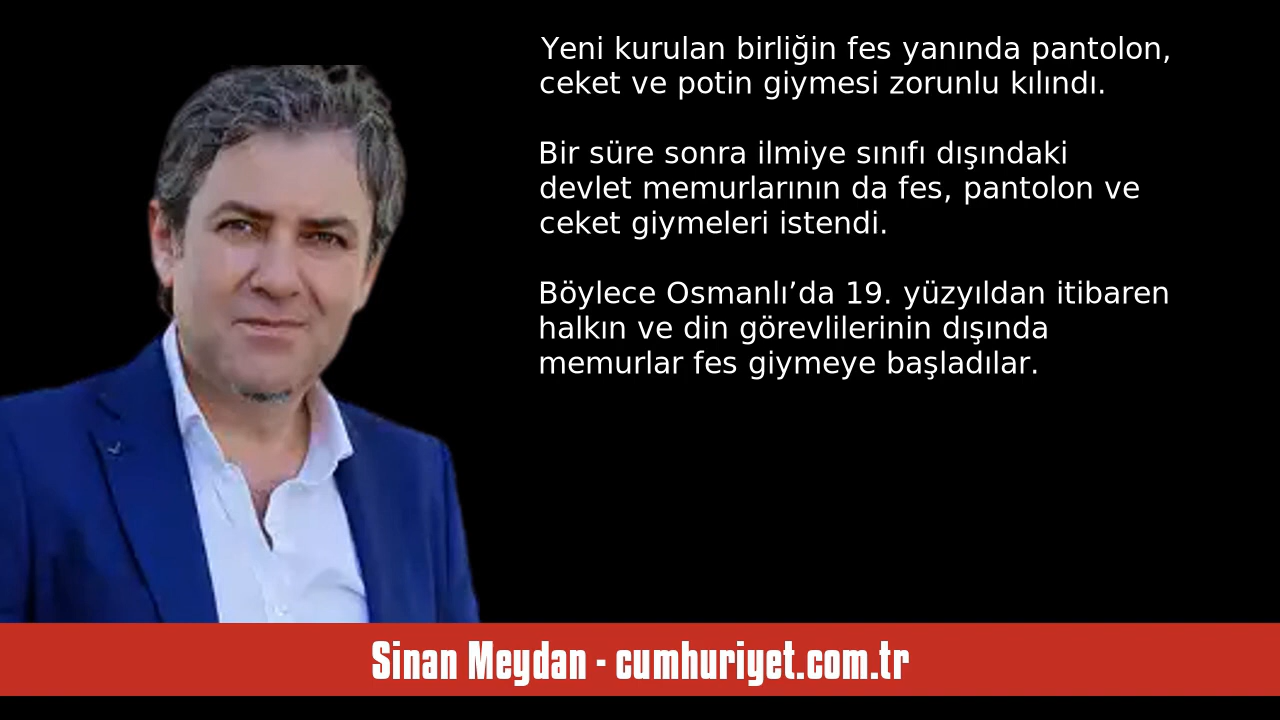 Yeni kurulan birliğin fes yanında pantolon,
ceket ve potin giymesi zorunlu kılındı.
Bir süre sonra ilmiye sınıfı dışındaki
devlet memurlarının da fes, pantolon ve
ceket giymeleri istendi.
Böylece Osmanlı’da 19. yüzyıldan itibaren
halkın ve din görevlilerinin dışında
memurlar fes giymeye başladılar.
Sinan Meydan - cumhuriyet.com.tr